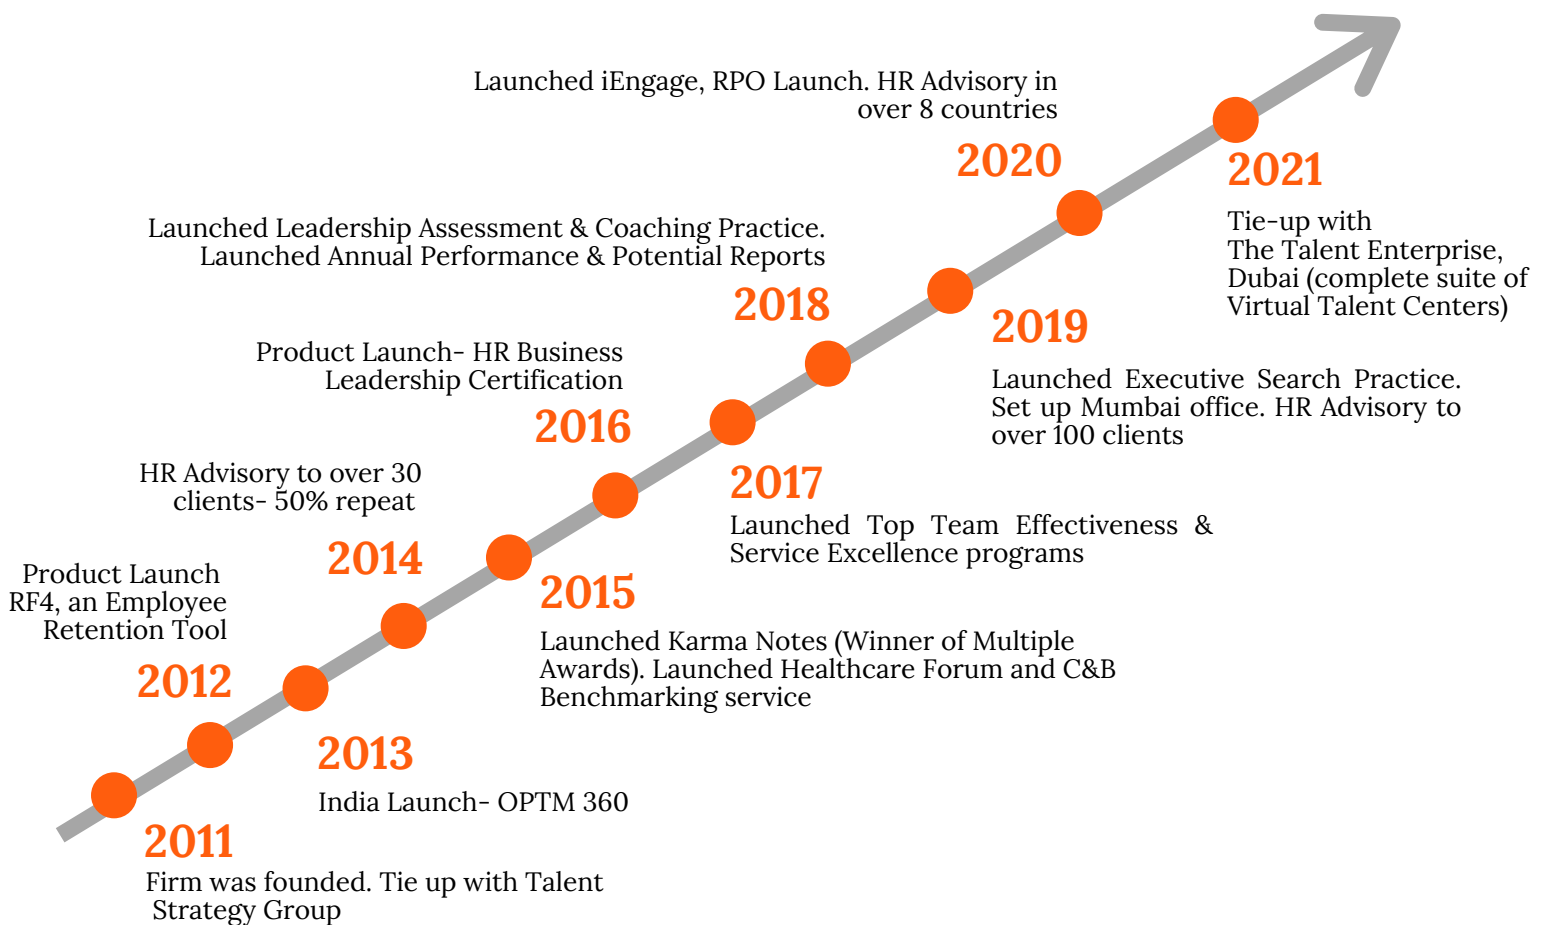 Launched iEngage, RPO Launch. HR Advisory in
over 8 countries
2020
2021
Tie-up with
The Talent Enterprise,
Dubai (complete suite of
Virtual Talent Centers)
Launched Leadership Assessment & Coaching Practice.
Launched Annual Performance & Potential Reports
2018
2019
Launched Executive Search Practice.
Set up Mumbai office. HR Advisory to
over 100 clients
Product Launch- HR Business
Leadership Certification
2016
2017
Launched Top Team Effectiveness &
Service Excellence programs
HR Advisory to over 30
clients- 50% repeat
2014
2015
Launched Karma Notes (Winner of Multiple
Awards). Launched Healthcare Forum and C&B
Benchmarking service
Product Launch
RF4, an Employee
Retention Tool
2012
2013
India Launch- OPTM 360
2011
Firm was founded. Tie up with Talent
Strategy Group